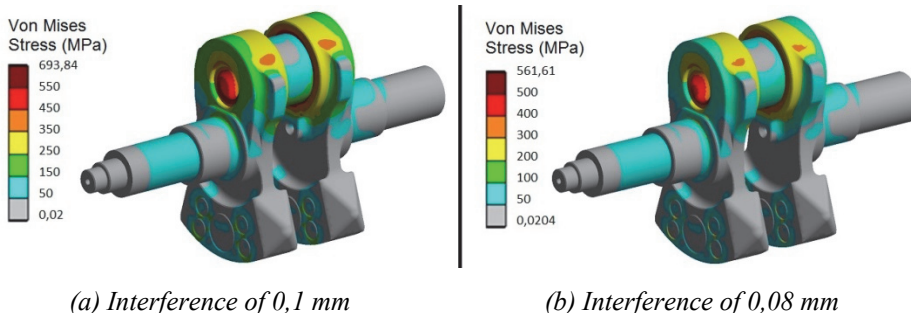 Von Mises
Stress (MPa)
693,84
550
450
350
250
150
50
0,02
(a) Interference of 0,1 mm
Von Mises
Stress (MPa)
561,61
500
400
300
200
100
50
0,0204
(b) Interference of 0,08 mm